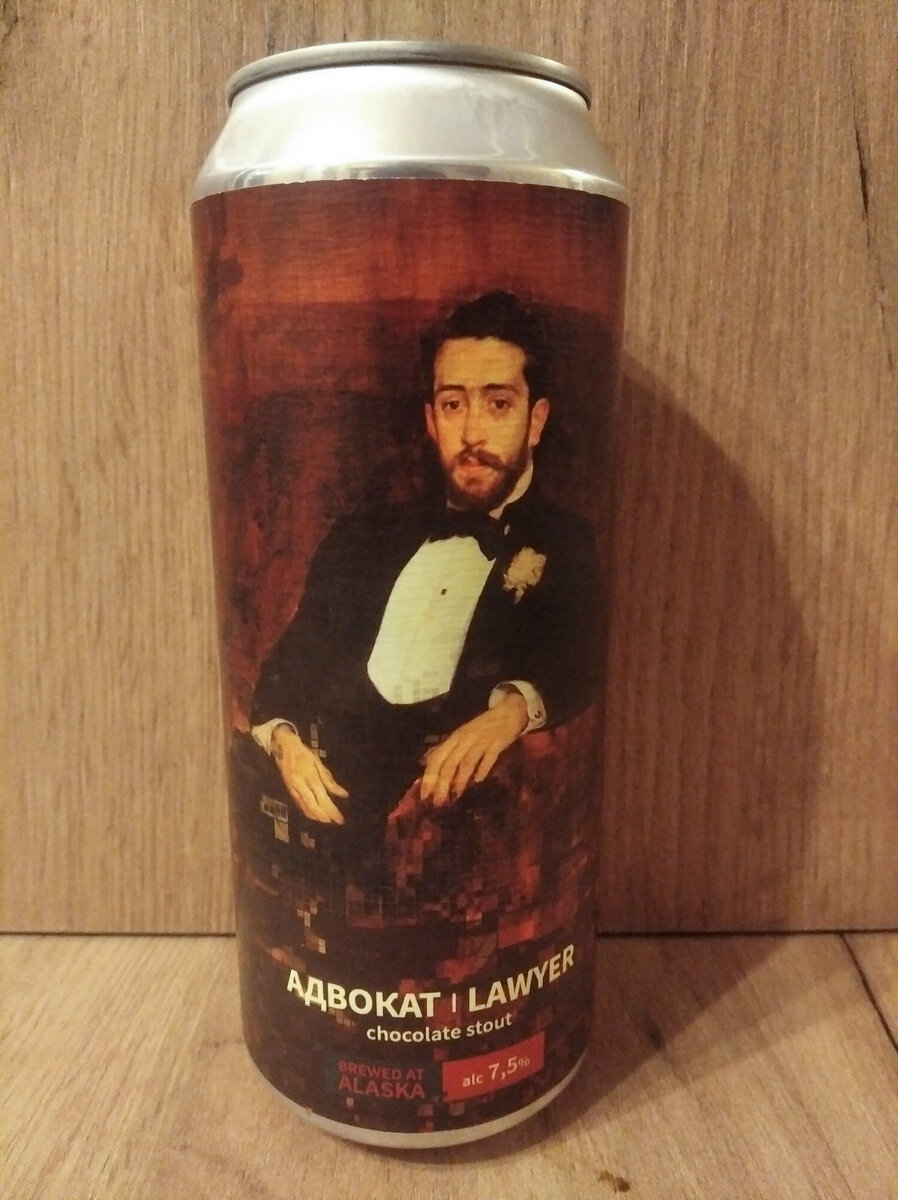 АДВОКАТ | LAWYER
chocolate stout
BREWED AT
ALASKA
alc 7,5%